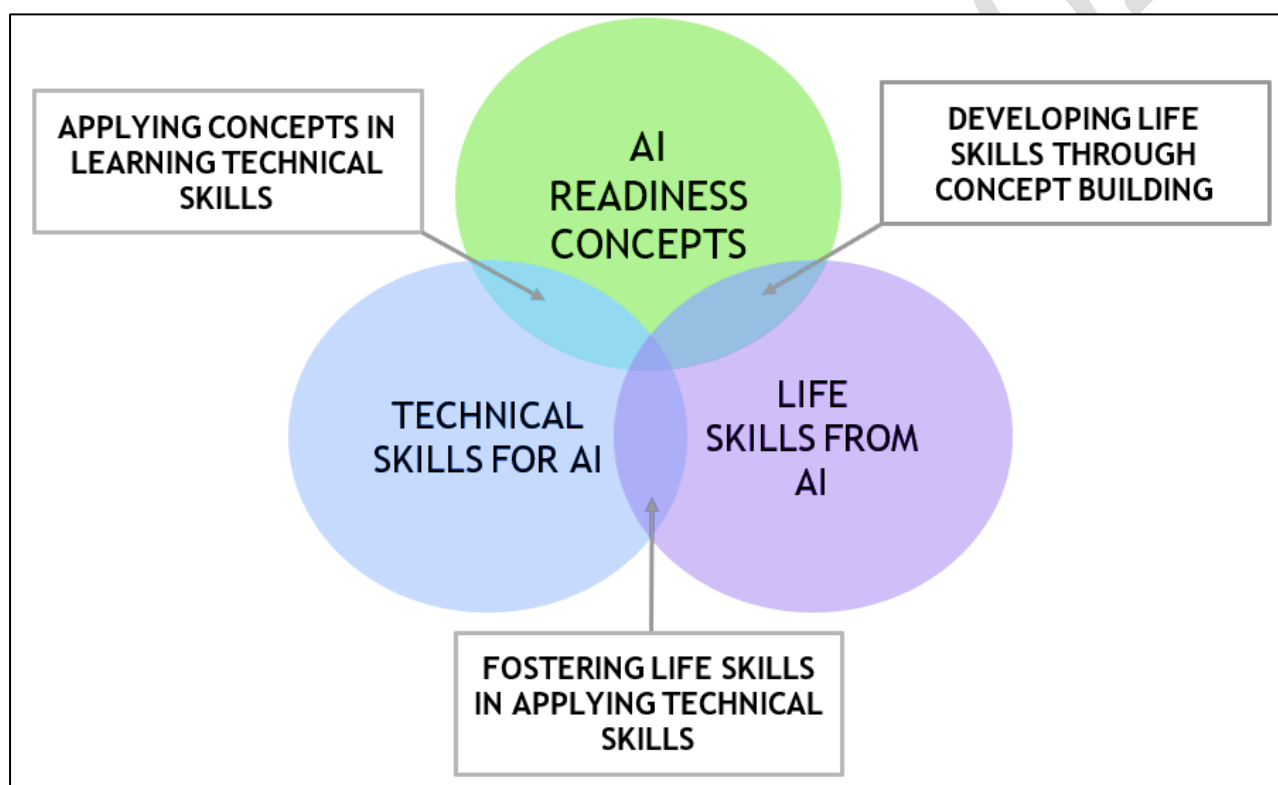 APPLYING CONCEPTS IN
LEARNING TECHNICAL
SKILLS
AI
READINESS
CONCEPTS
DEVELOPING LIFE
SKILLS THROUGH
CONCEPT BUILDING
TECHNICAL
SKILLS FOR AI
LIFE
SKILLS FROM
AI
FOSTERING LIFE SKILLS
IN APPLYING TECHNICAL
SKILLS